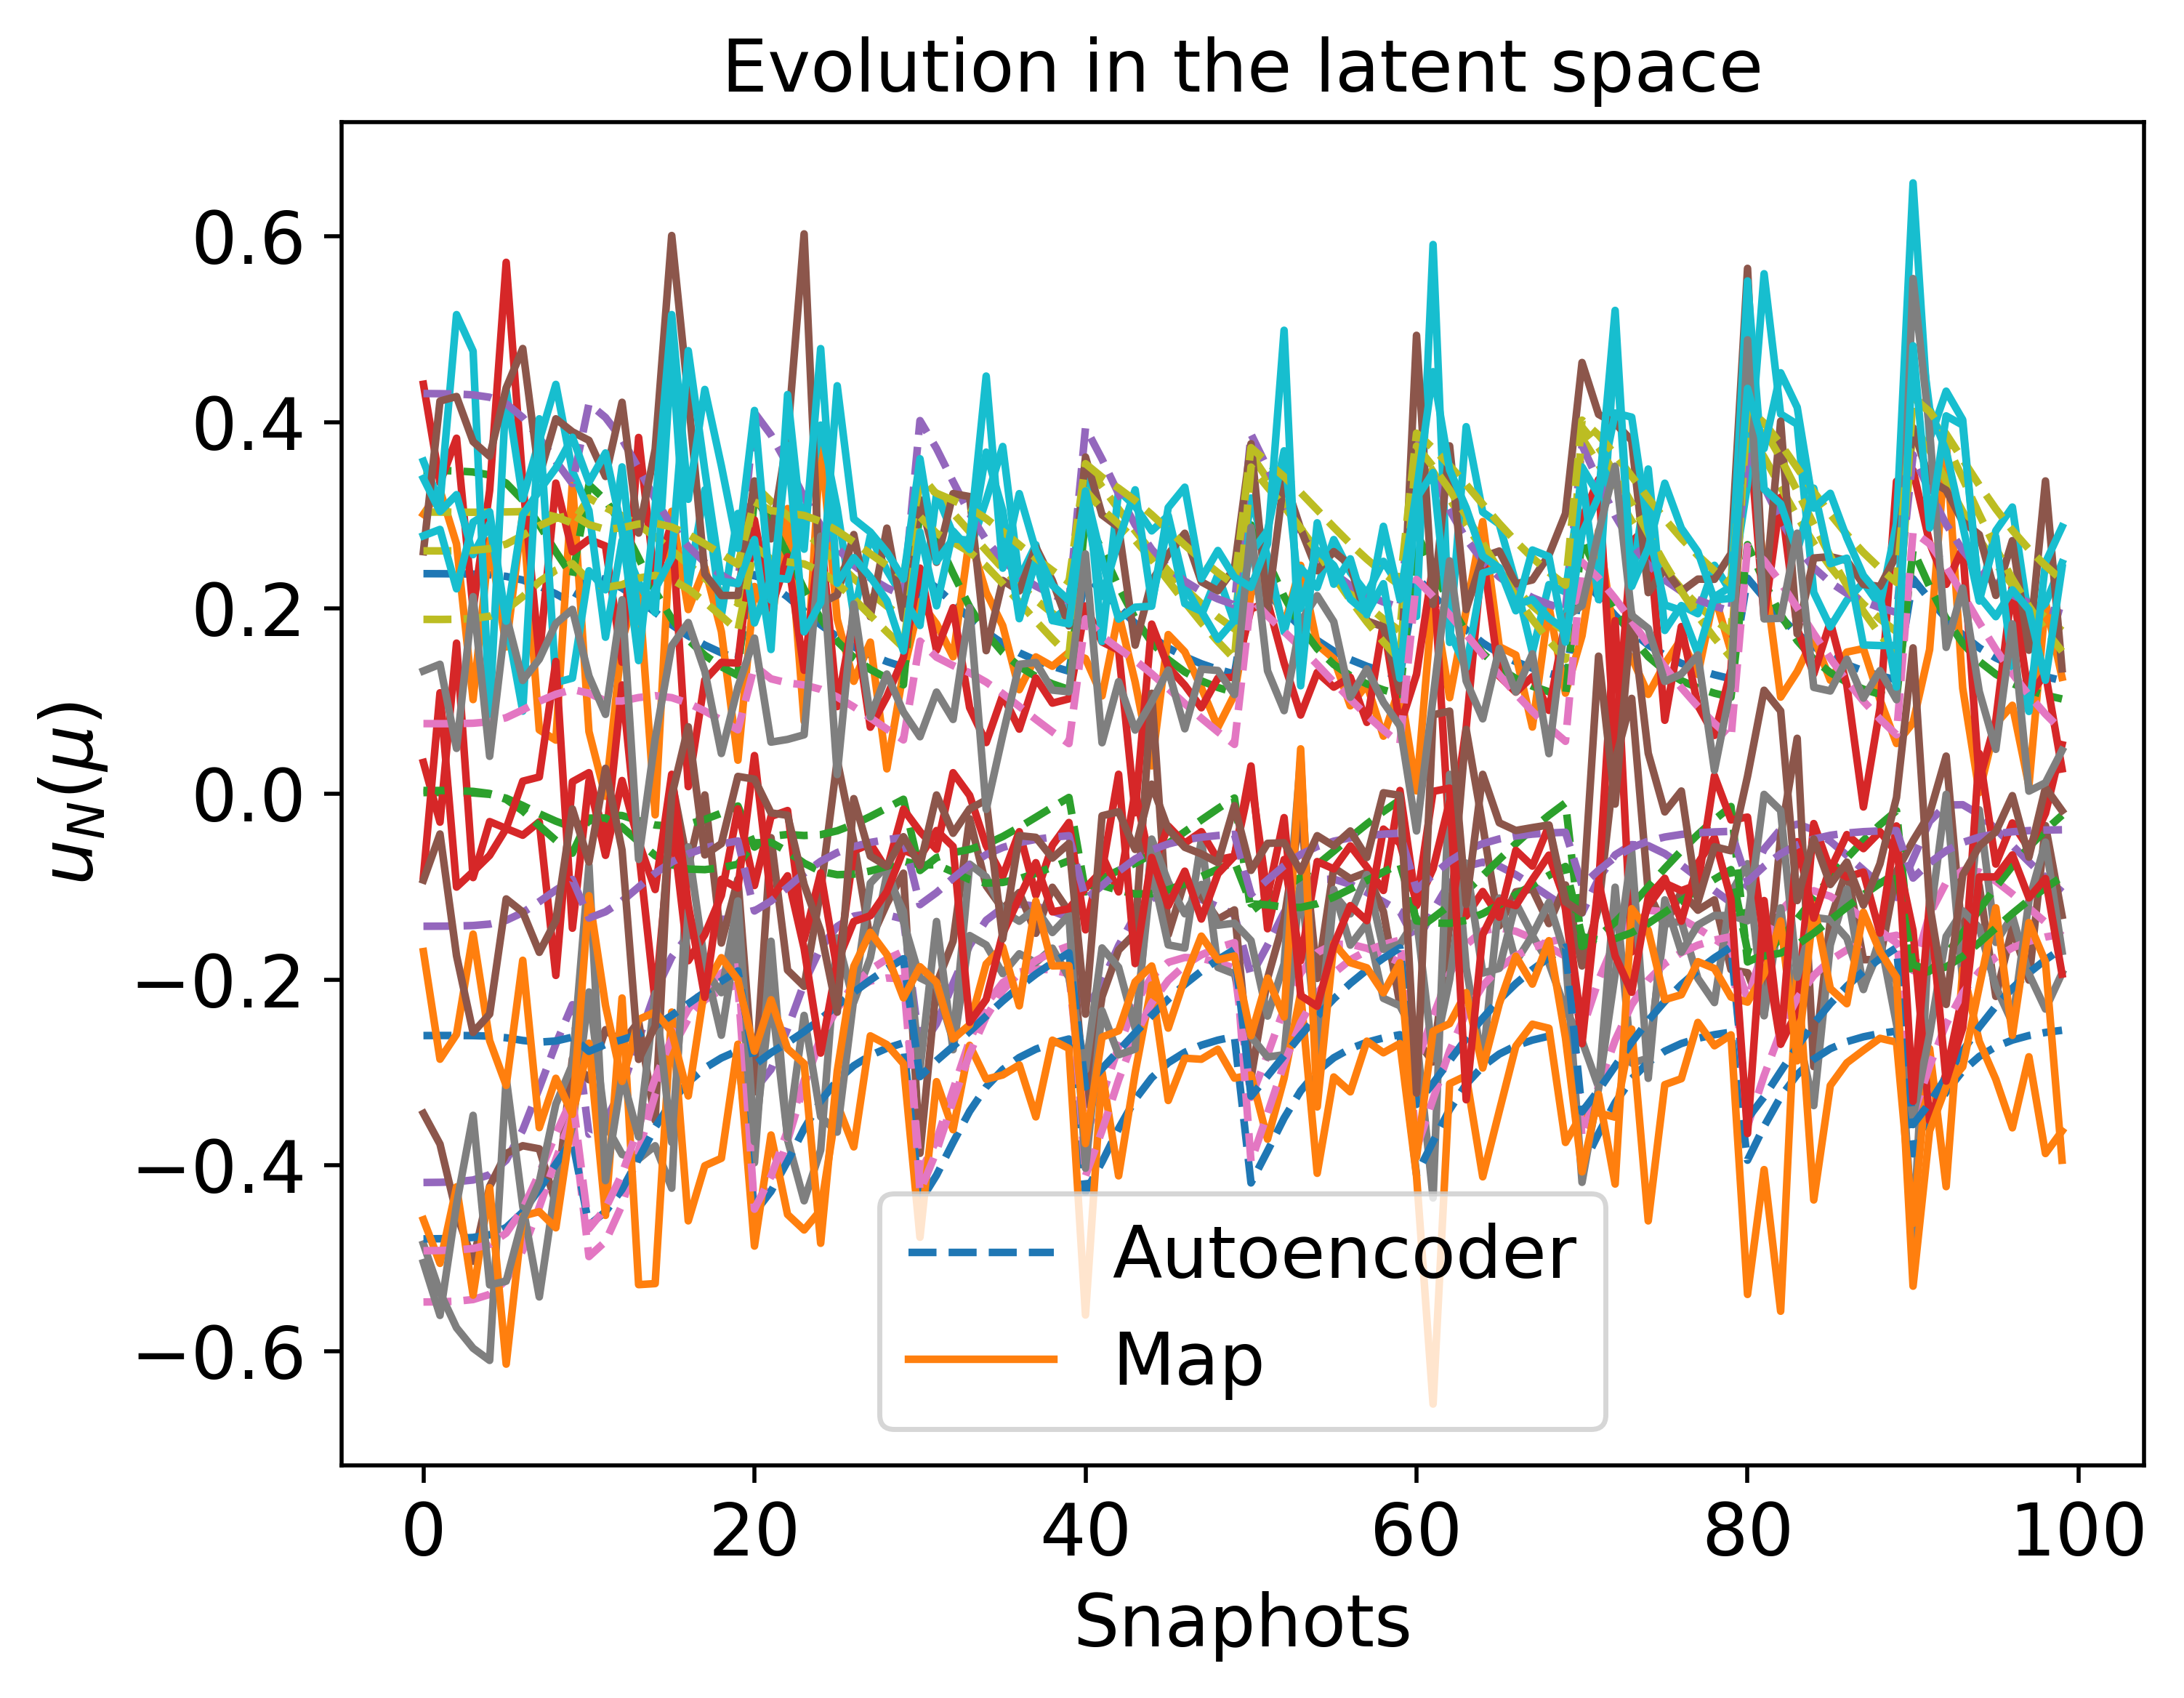 Evolution in the latent space
0.6
0.4
0.2
0.0
−0.2
−0.4
−0.6
u_N(μ)
Autoencoder
Map
0 20 40 60 80 100
Snaphots